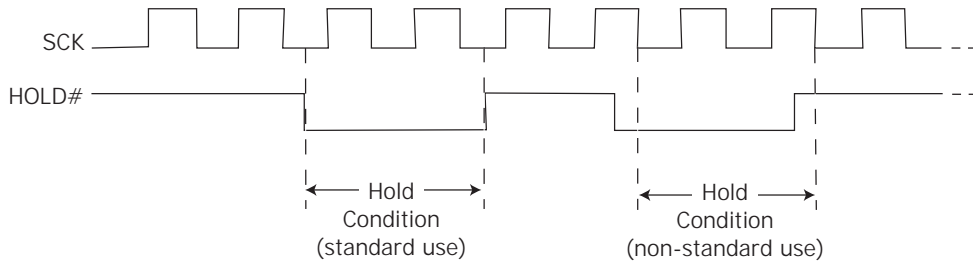 SCK
HOLD#
Hold
Condition
(standard use)
Hold
Condition
(non-standard use)